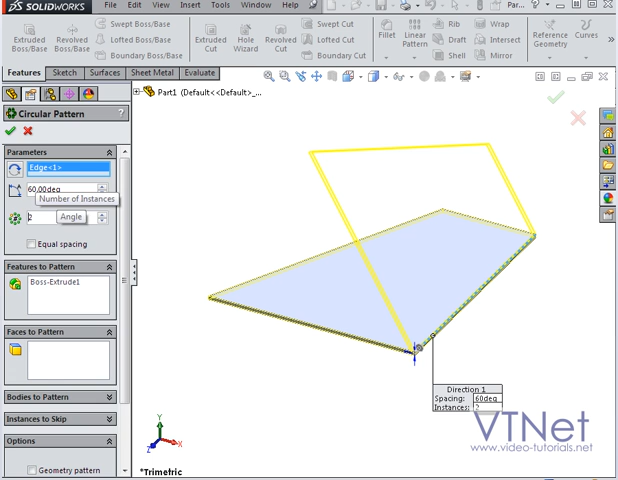 SOLIDWORKS File Edit View Insert Tools Window Help Par...
Extruded Boss/Base
Revolved Boss/Base
Swept Boss/Base
Lofted Boss/Base
Boundary Boss/Base
Extruded Cut
Hole Wizard
Revolved Cut
Swept Cut
Lofted Cut
Boundary Cut
Fillet
Linear Pattern
Rib
Draft
Shell
Wrap
Intersect
Mirror
Reference Geometry
Curves
Features Sketch Surfaces Sheet Metal Evaluate
Part1 (Default<<Default>_...
Circular Pattern ?
Parameters
Edge<1>
60.00deg
Number of Instances
2
Angle
Equal spacing
Features to Pattern
Boss-Extrude1
Faces to Pattern
Bodies to Pattern
Instances to Skip
Options
Geometry pattern
Direction 1
Spacing: 60deg
Instances: 2
Y
X
Z
*Trimetric
VTNet
www.video-tutorials.net